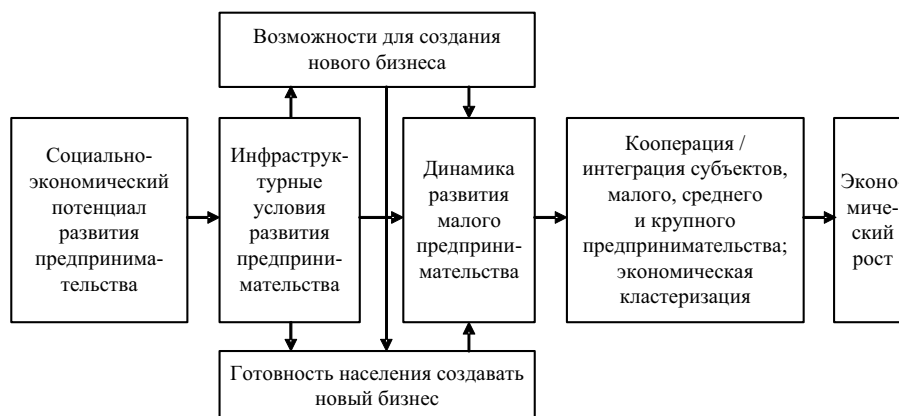 Возможности для создания
нового бизнеса
Социально-
экономический
потенциал
развития
предпринима-
тельства
Инфраструк-
турные
условия
развития
предприни-
мательства
Динамика
развития
малого
предприни-
мательства
Кооперация /
интеграция субъектов,
малого, среднего
и крупного
предпринимательства;
экономическая
кластеризация
Эконо-
миче-
ский
рост
Готовность населения создавать
новый бизнес